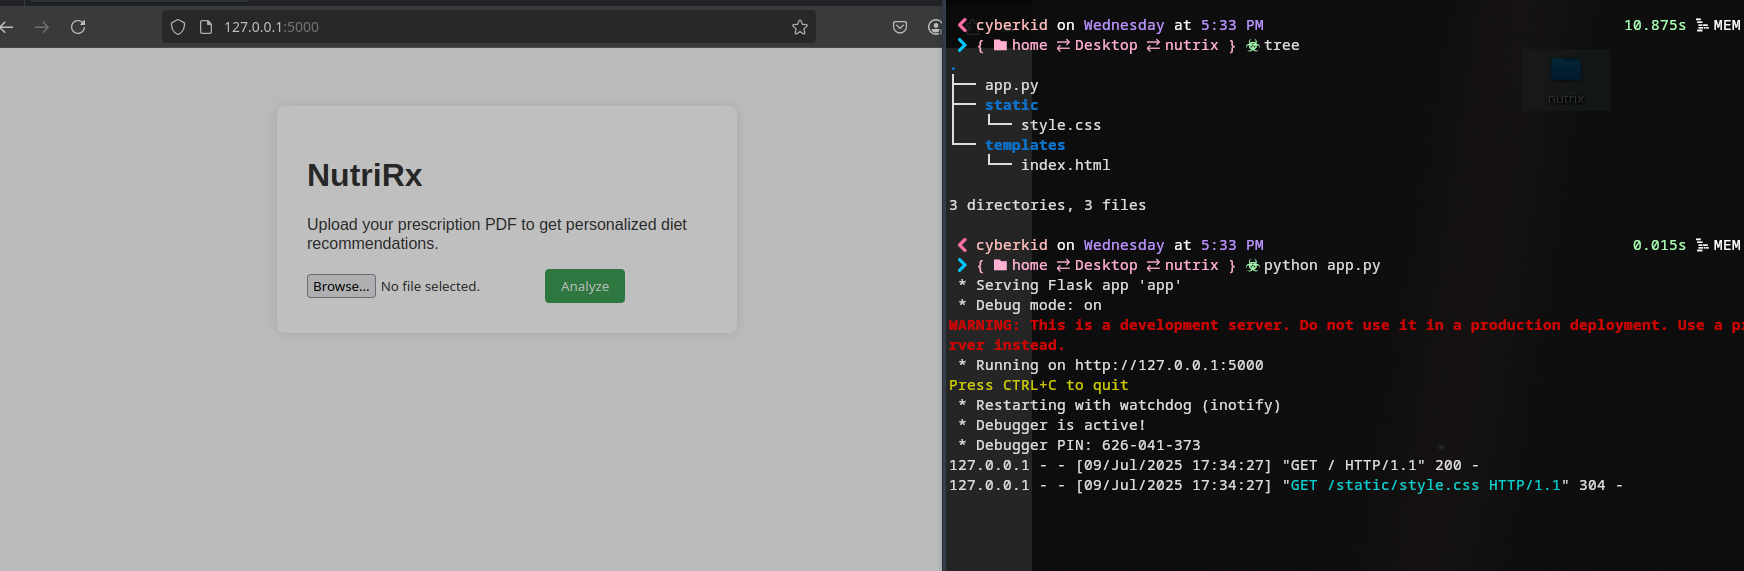 127.0.0.1:5000
NutriRx
Upload your prescription PDF to get personalized diet
recommendations.
Browse... No file selected. Analyze
cyberkid on Wednesday at 5:33 PM 10.875s MEM
{ home ⇄ Desktop ⇄ nutrix } tree
.
├── app.py
├── static
│   └── style.css
└── templates
    └── index.html
3 directories, 3 files
cyberkid on Wednesday at 5:33 PM 0.015s MEM
{ home ⇄ Desktop ⇄ nutrix } python app.py
* Serving Flask app 'app'
* Debug mode: on
WARNING: This is a development server. Do not use it in a production deployment. Use a
rver instead.
* Running on http://127.0.0.1:5000
Press CTRL+C to quit
* Restarting with watchdog (inotify)
* Debugger is active!
* Debugger PIN: 626-041-373
127.0.0.1 - - [09/Jul/2025 17:34:27] "GET / HTTP/1.1" 200 -
127.0.0.1 - - [09/Jul/2025 17:34:27] "GET /static/style.css HTTP/1.1" 304 -
nutrix